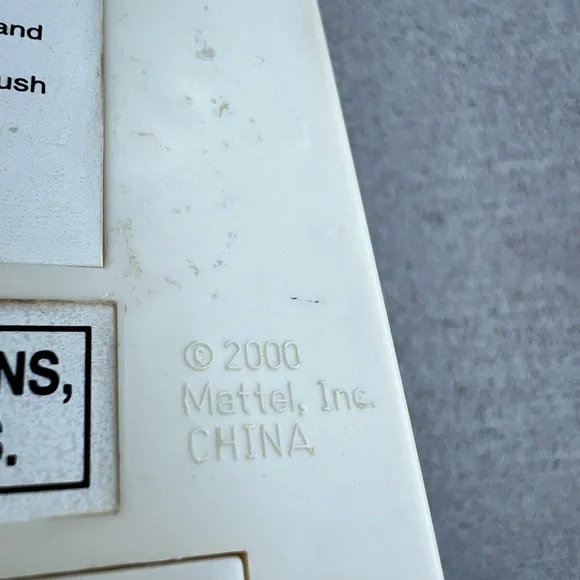 and
ush
NS,
S.
© 2000
Mattel, Inc.
CHINA